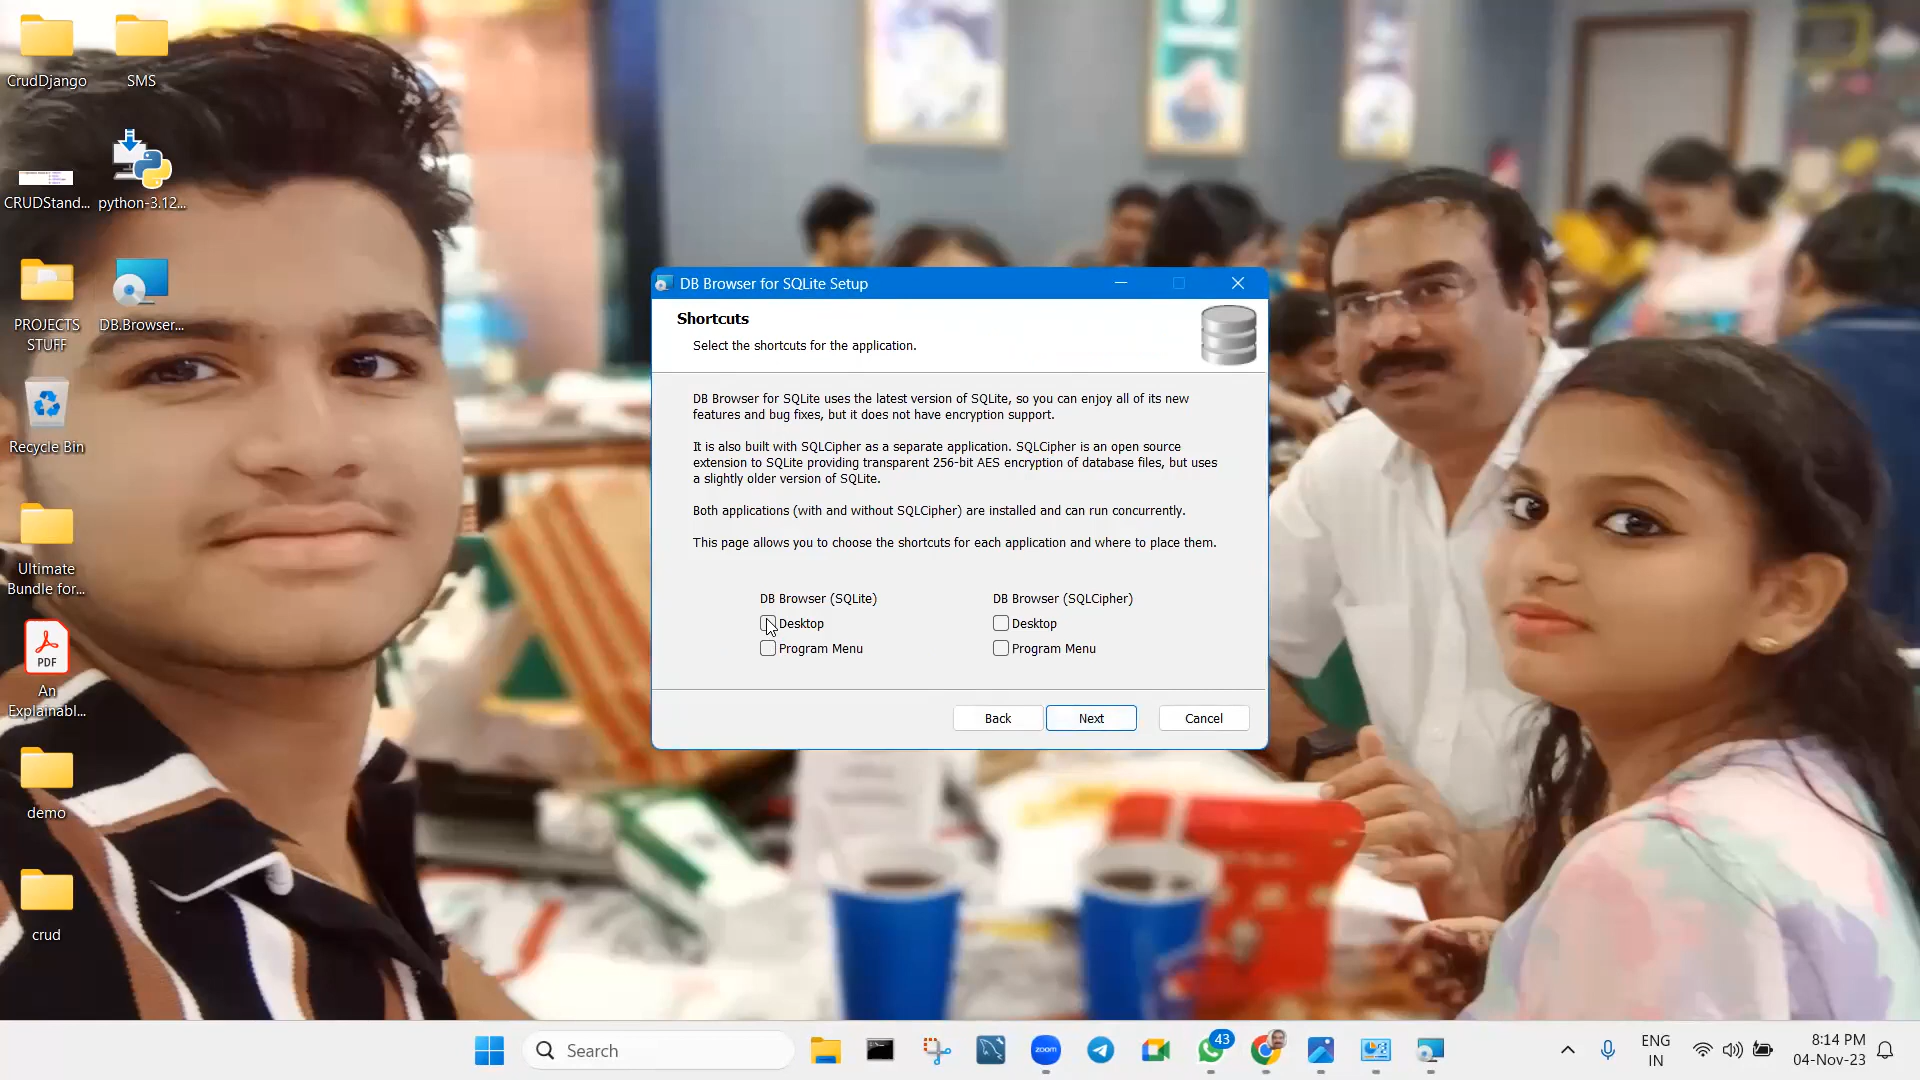 CrudDjango
SMS
CRUDStand...
python-3.12...
PROJECTS
STUFF
DB.Browser...
Recycle Bin
Ultimate
Bundle for...
PDF
An
Explainabl...
demo
crud
DB Browser for SQLite Setup
Shortcuts
Select the shortcuts for the application.
DB Browser for SQLite uses the latest version of SQLite, so you can enjoy all of its new
features and bug fixes, but it does not have encryption support.
It is also built with SQLCipher as a separate application. SQLCipher is an open source
extension to SQLite providing transparent 256-bit AES encryption of database files, but uses
a slightly older version of SQLite.
Both applications (with and without SQLCipher) are installed and can run concurrently.
This page allows you to choose the shortcuts for each application and where to place them.
DB Browser (SQLite)
DB Browser (SQLCipher)
Desktop
Desktop
Program Menu
Program Menu
Back
Next
Cancel
Search
zoom
43
ENG
IN
8:14 PM
04-Nov-23